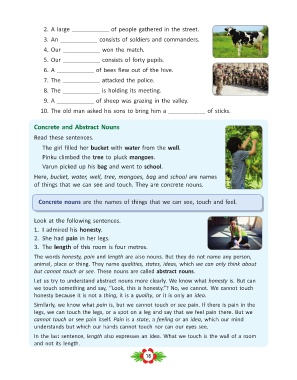 2. A large ____________ of people gathered in the street.
3. An ____________ consists of soldiers and commanders.
4. Our ____________ won the match.
5. Our ____________ consists of forty pupils.
6. A ____________ of bees flew out of the hive.
7. The ____________ attacked the police.
8. The ____________ is holding its meeting.
9. A ____________ of sheep was grazing in the valley.
10. The old man asked his sons to bring him a ____________ of sticks.
Concrete and Abstract Nouns
Read these sentences.
The girl filled her bucket with water from the well.
Pinku climbed the tree to pluck mangoes.
Varun picked up his bag and went to school.
Here, bucket, water, well, tree, mangoes, bag and school are names
of things that we can see and touch. They are concrete nouns.
Concrete nouns are the names of things that we can see, touch and feel.
Look at the following sentences.
1. I admired his honesty.
2. She had pain in her legs.
3. The length of this room is four metres.
The words honesty, pain and length are also nouns. But they do not name any person,
animal, place or thing. They name qualities, states, ideas, which we can only think about
but cannot touch or see. These nouns are called abstract nouns.
Let us try to understand abstract nouns more clearly. We know what honesty is. But can
we touch something and say, "Look, this is honesty."? No, we cannot. We cannot touch
honesty because it is not a thing, it is a quality, or it is only an idea.
Similarly, we know what pain is, but we cannot touch or see pain. If there is pain in the
legs, we can touch the legs, or a spot on a leg and say that we feel pain there. But we
cannot touch or see pain itself. Pain is a state, a feeling or an idea, which our mind
understands but which our hands cannot touch nor can our eyes see.
In the last sentence, length also expresses an idea. What we touch is the wall of a room
and not its length.
16